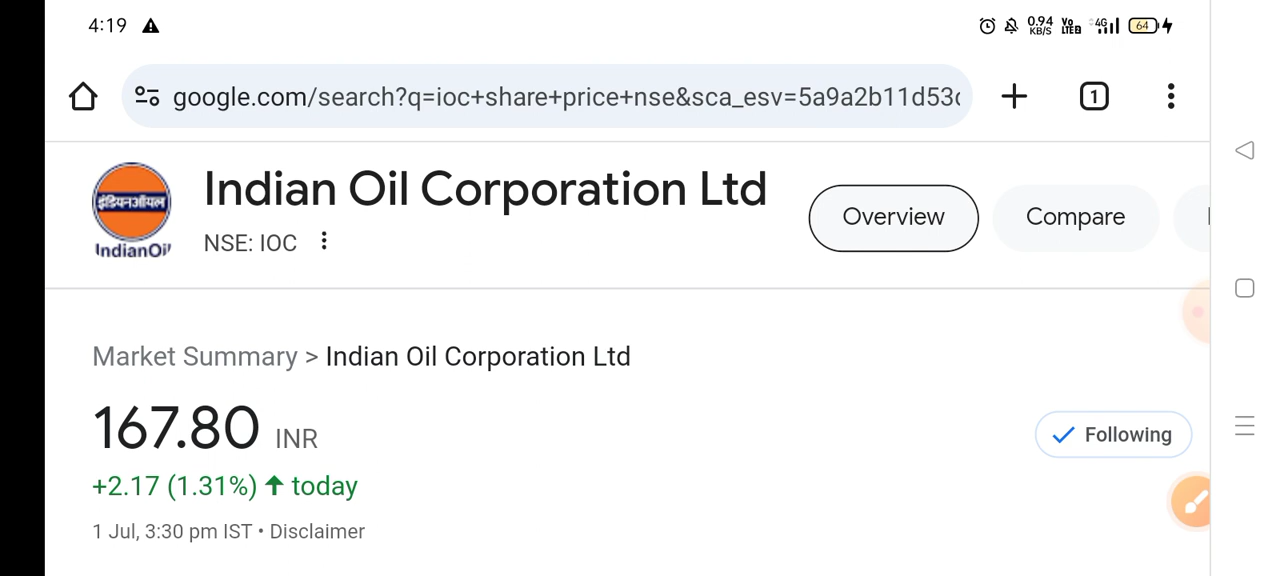 4:19
0.94 KB/S Vo LTE2 4G 64
google.com/search?q=ioc+share+price+nse&sca_esv=5a9a2b11d53
1
इंडियनऑयल
IndianOil
Indian Oil Corporation Ltd
NSE: IOC
Overview
Compare
Market Summary > Indian Oil Corporation Ltd
167.80 INR
Following
+2.17 (1.31%) ↑ today
1 Jul, 3:30 pm IST • Disclaimer